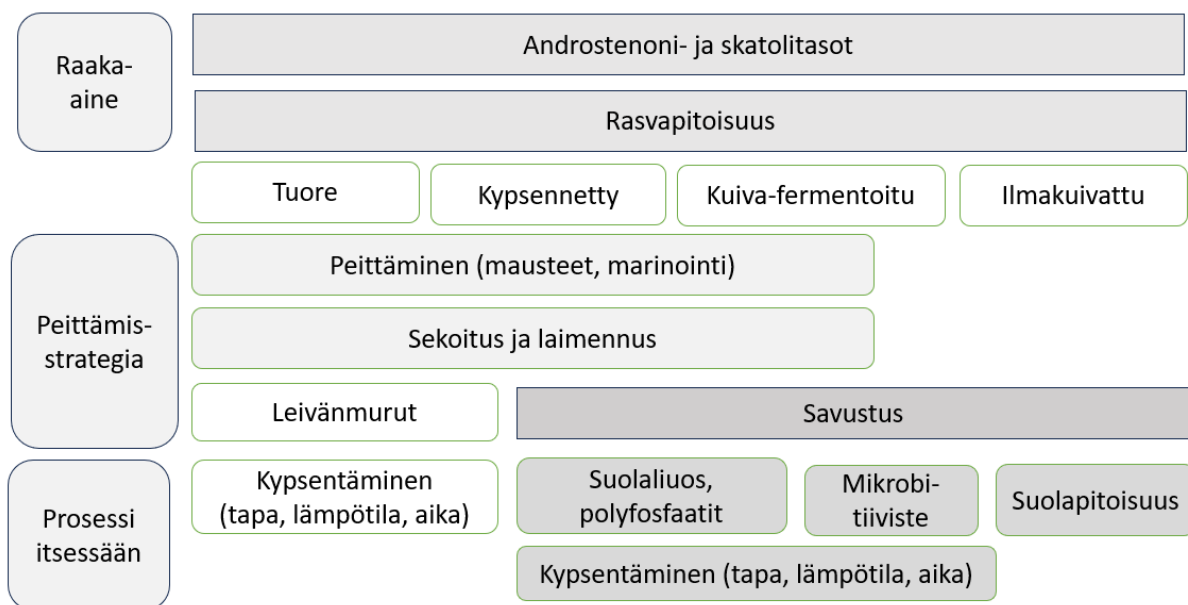 Raaka-
aine
Androstenoni- ja skatolitasot
Rasvapitoisuus
Tuore
Kypsennetty
Kuiva-fermentoitu
Ilmakuivattu
Peittämis-
strategia
Peittäminen (mausteet, marinointi)
Sekoitus ja laimennus
Leivänmurut
Savustus
Prosessi
itsessään
Kypsentäminen
(tapa, lämpötila, aika)
Suolaliuos,
polyfosfaatit
Mikrobi-
tiiviste
Suolapitoisuus
Kypsentäminen (tapa, lämpötila, aika)